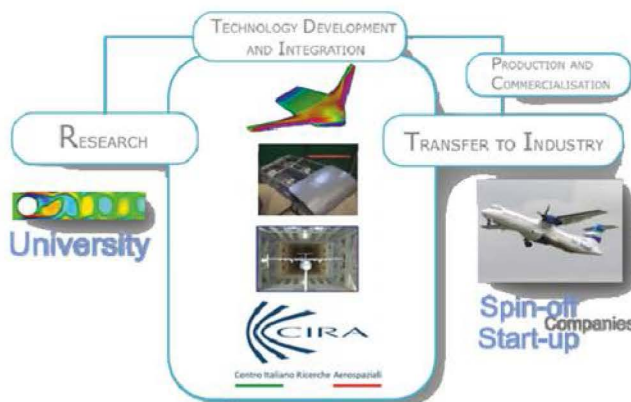 TECHNOLOGY DEVELOPMENT
AND INTEGRATION
PRODUCTION AND
COMMERCIALISATION
RESEARCH
TRANSFER TO INDUSTRY
University
CIRA
Centro Italiano Ricerche Aerospaziali
Spin-off
Companies
Start-up